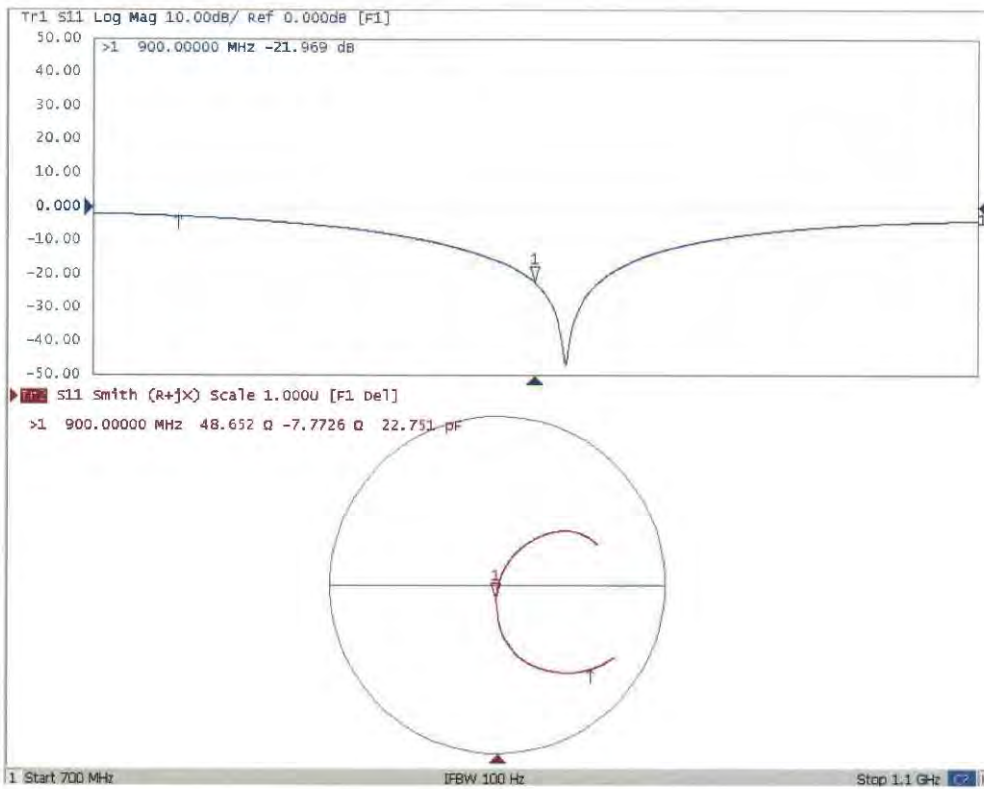 Tr1 S11 Log Mag 10.00dB/ Ref 0.000dB [F1]
50.00
>1 900.00000 MHz -21.969 dB
40.00
30.00
20.00
10.00
0.000
-10.00
1
-20.00
-30.00
-40.00
-50.00
S11 Smith (R+jX) Scale 1.000U [F1 Del]
>1 900.00000 MHz 48.652 Ω -7.7726 Ω 22.751 pF
1
1 Start 700 MHz IFBW 100 Hz Stop 1.1 GHz C2